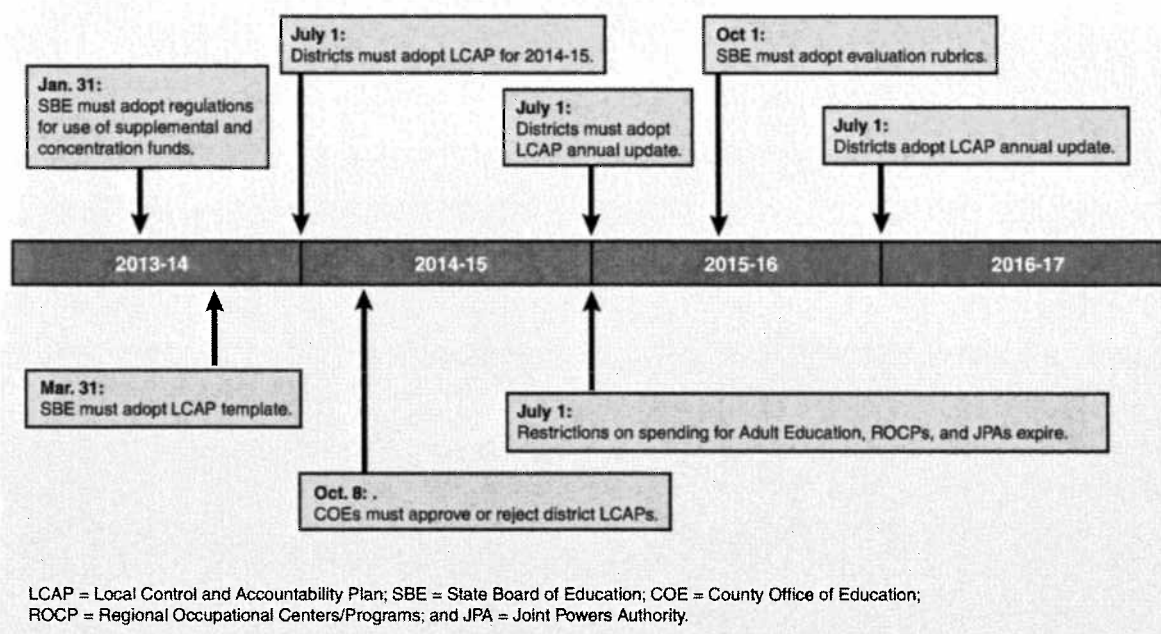 July 1:
Districts must adopt LCAP for 2014-15.
Oct 1:
SBE must adopt evaluation rubrics.
Jan. 31:
SBE must adopt regulations
for use of supplemental and
concentration funds.
July 1:
Districts must adopt
LCAP annual update.
July 1:
Districts adopt LCAP annual update.
2013-14
2014-15
2015-16
2016-17
Mar. 31:
SBE must adopt LCAP template.
July 1:
Restrictions on spending for Adult Education, ROCPs, and JPAs expire.
Oct. 8: .
COEs must approve or reject district LCAPs.
LCAP = Local Control and Accountability Plan; SBE = State Board of Education; COE = County Office of Education;
ROCP = Regional Occupational Centers/Programs; and JPA = Joint Powers Authority.